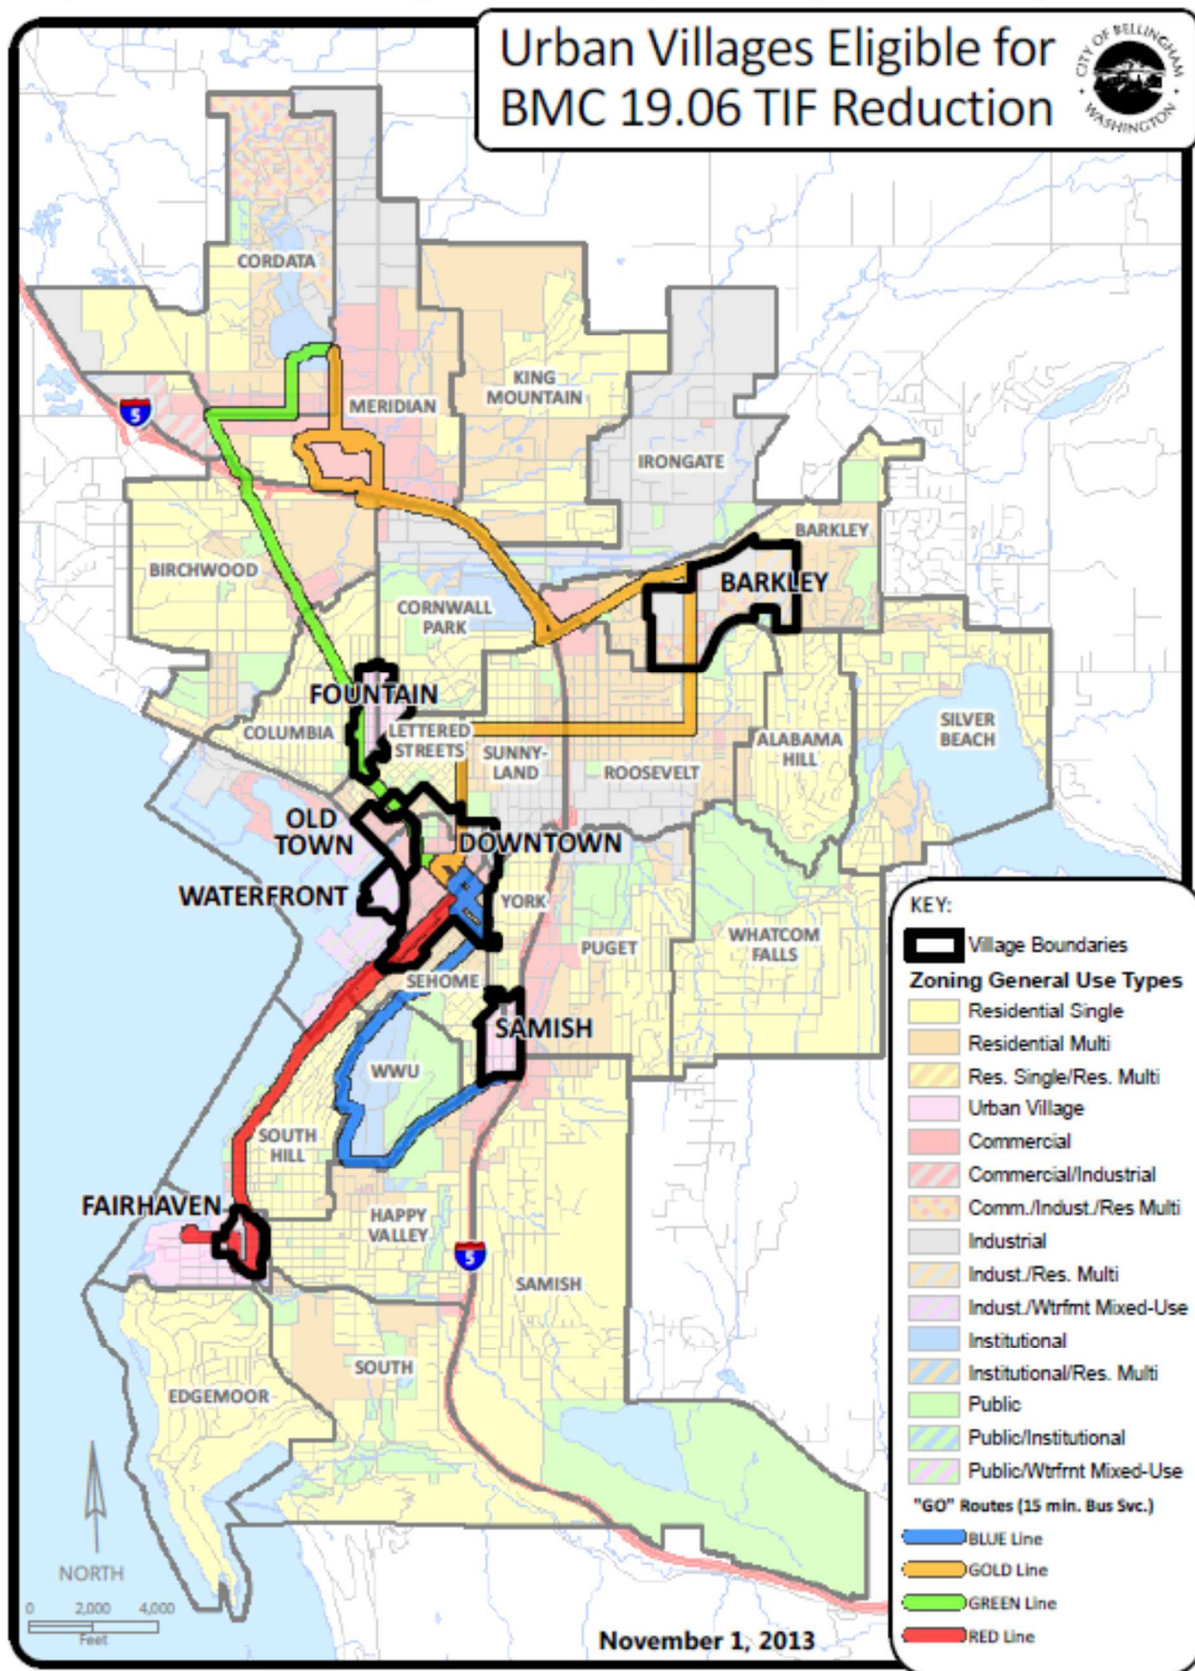 Urban Villages Eligible for
BMC 19.06 TIF Reduction
CITY OF BELLINGHAM
WASHINGTON
CORDATA
KING
MOUNTAIN
5
MERIDIAN
IRONGATE
BARKLEY
BIRCHWOOD
BARKLEY
CORNWALL
PARK
FOUNTAIN
COLUMBIA
LETTERED
STREETS
SUNNY-
LAND
ALABAMA
HILL
SILVER
BEACH
ROOSEVELT
OLD
TOWN
DOWNTOWN
WATERFRONT
YORK
PUGET
WHATCOM
FALLS
SEHOME
SAMISH
WWU
SOUTH
HILL
FAIRHAVEN
HAPPY
VALLEY
5
SAMISH
SOUTH
EDGEMOOR
NORTH
0 2,000 4,000
Feet
November 1, 2013
KEY:
Village Boundaries
Zoning General Use Types
Residential Single
Residential Multi
Res. Single/Res. Multi
Urban Village
Commercial
Commercial/Industrial
Comm./Indust./Res Multi
Industrial
Indust./Res. Multi
Indust./Wtrfrnt Mixed-Use
Institutional
Institutional/Res. Multi
Public
Public/Institutional
Public/Wtrfrnt Mixed-Use
"GO" Routes (15 min. Bus Svc.)
BLUE Line
GOLD Line
GREEN Line
RED Line